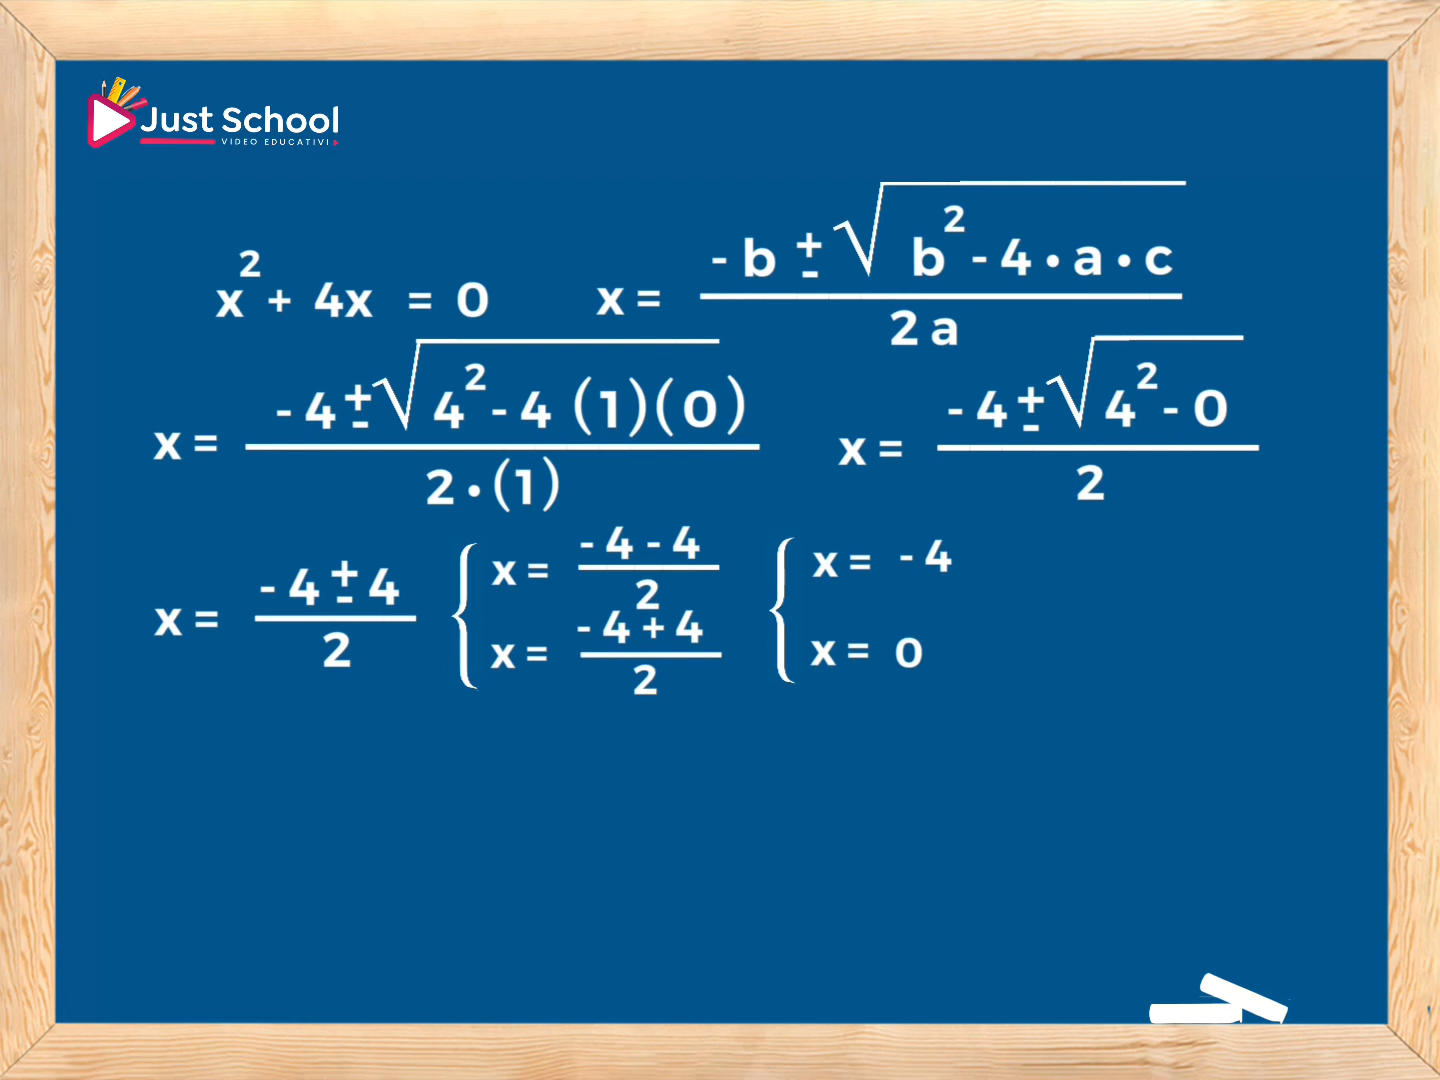 Just School
VIDEO EDUCATIVI
x² + 4x = 0
x = (-b ± √(b² - 4 • a • c)) / (2 a)
x = (-4 ± √(4² - 4 (1)(0))) / (2 • (1))
x = (-4 ± √(4² - 0)) / 2
x = (-4 ± 4) / 2
{ x = (-4 - 4) / 2
x = (-4 + 4) / 2
{ x = -4
x = 0